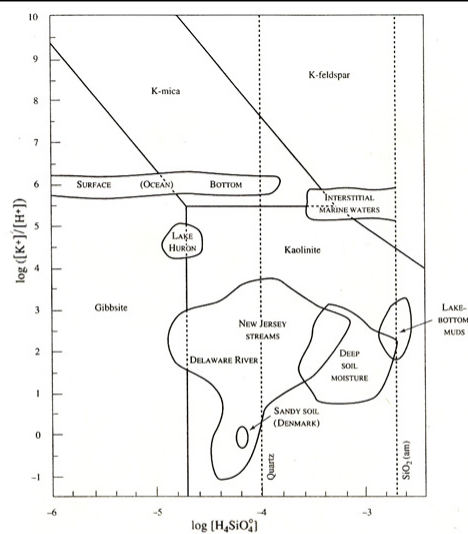 10
9
8
7
6
5
4
3
2
1
0
−1
log ([K+]/[H+])
K-mica
K-feldspar
SURFACE (OCEAN) BOTTOM
INTERSTITIAL
MARINE WATERS
LAKE
HURON
Kaolinite
Gibbsite
NEW JERSEY
STREAMS
DELAWARE RIVER
DEEP
SOIL
MOISTURE
LAKE-
BOTTOM
MUDS
SANDY SOIL
(DENMARK)
Quartz
SiO2(am)
−6
−5
−4
−3
log [H4SiO4°]